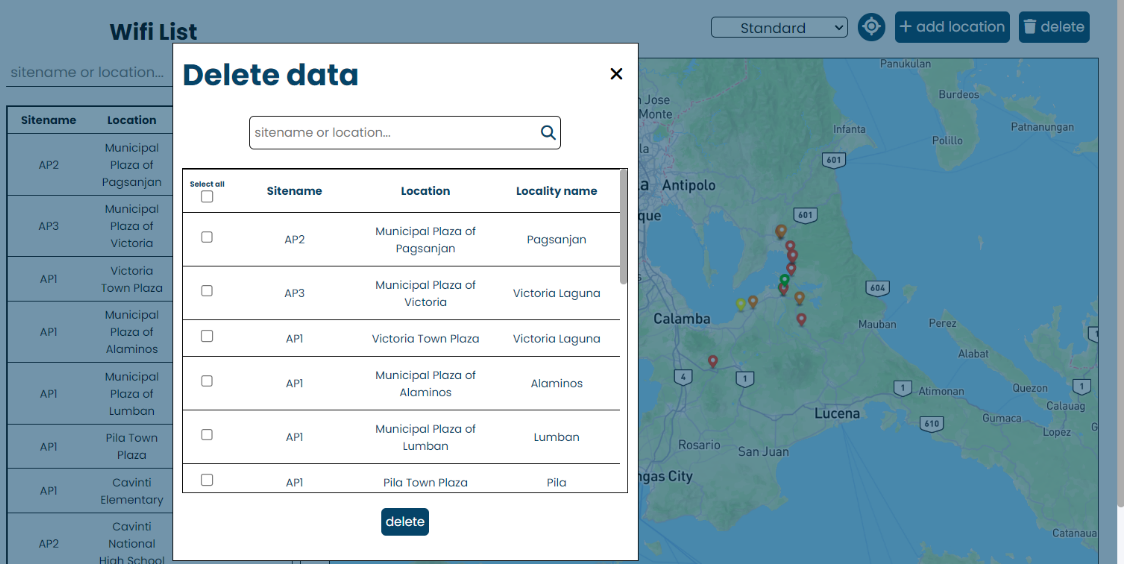 Wifi List
Standard
+ add location
delete
sitename or location...
Sitename Location
AP2 Municipal Plaza of Pagsanjan
AP3 Municipal Plaza of Victoria
AP1 Victoria Town Plaza
AP1 Municipal Plaza of Alaminos
AP1 Municipal Plaza of Lumban
AP1 Pila Town Plaza
AP1 Cavinti Elementary
AP2 Cavinti National High School
Delete data
×
sitename or location...
Select all
Sitename Location Locality name
AP2 Municipal Plaza of Pagsanjan Pagsanjan
AP3 Municipal Plaza of Victoria Victoria Laguna
AP1 Victoria Town Plaza Victoria Laguna
AP1 Municipal Plaza of Alaminos Alaminos
AP1 Municipal Plaza of Lumban Lumban
AP1 Pila Town Plaza Pila
delete
Panukulan
Burdeos
Patnanungan
Polillo
n Jose
Monte
Infanta
601
Antipolo
que
601
604
Calamba
Mauban
Perez
Alabat
4
1
1
Atimonan
Quezon
1
Calauag
Gumaca
Lopez
Lucena
610
Rosario
San Juan
ngas City
Catanaua